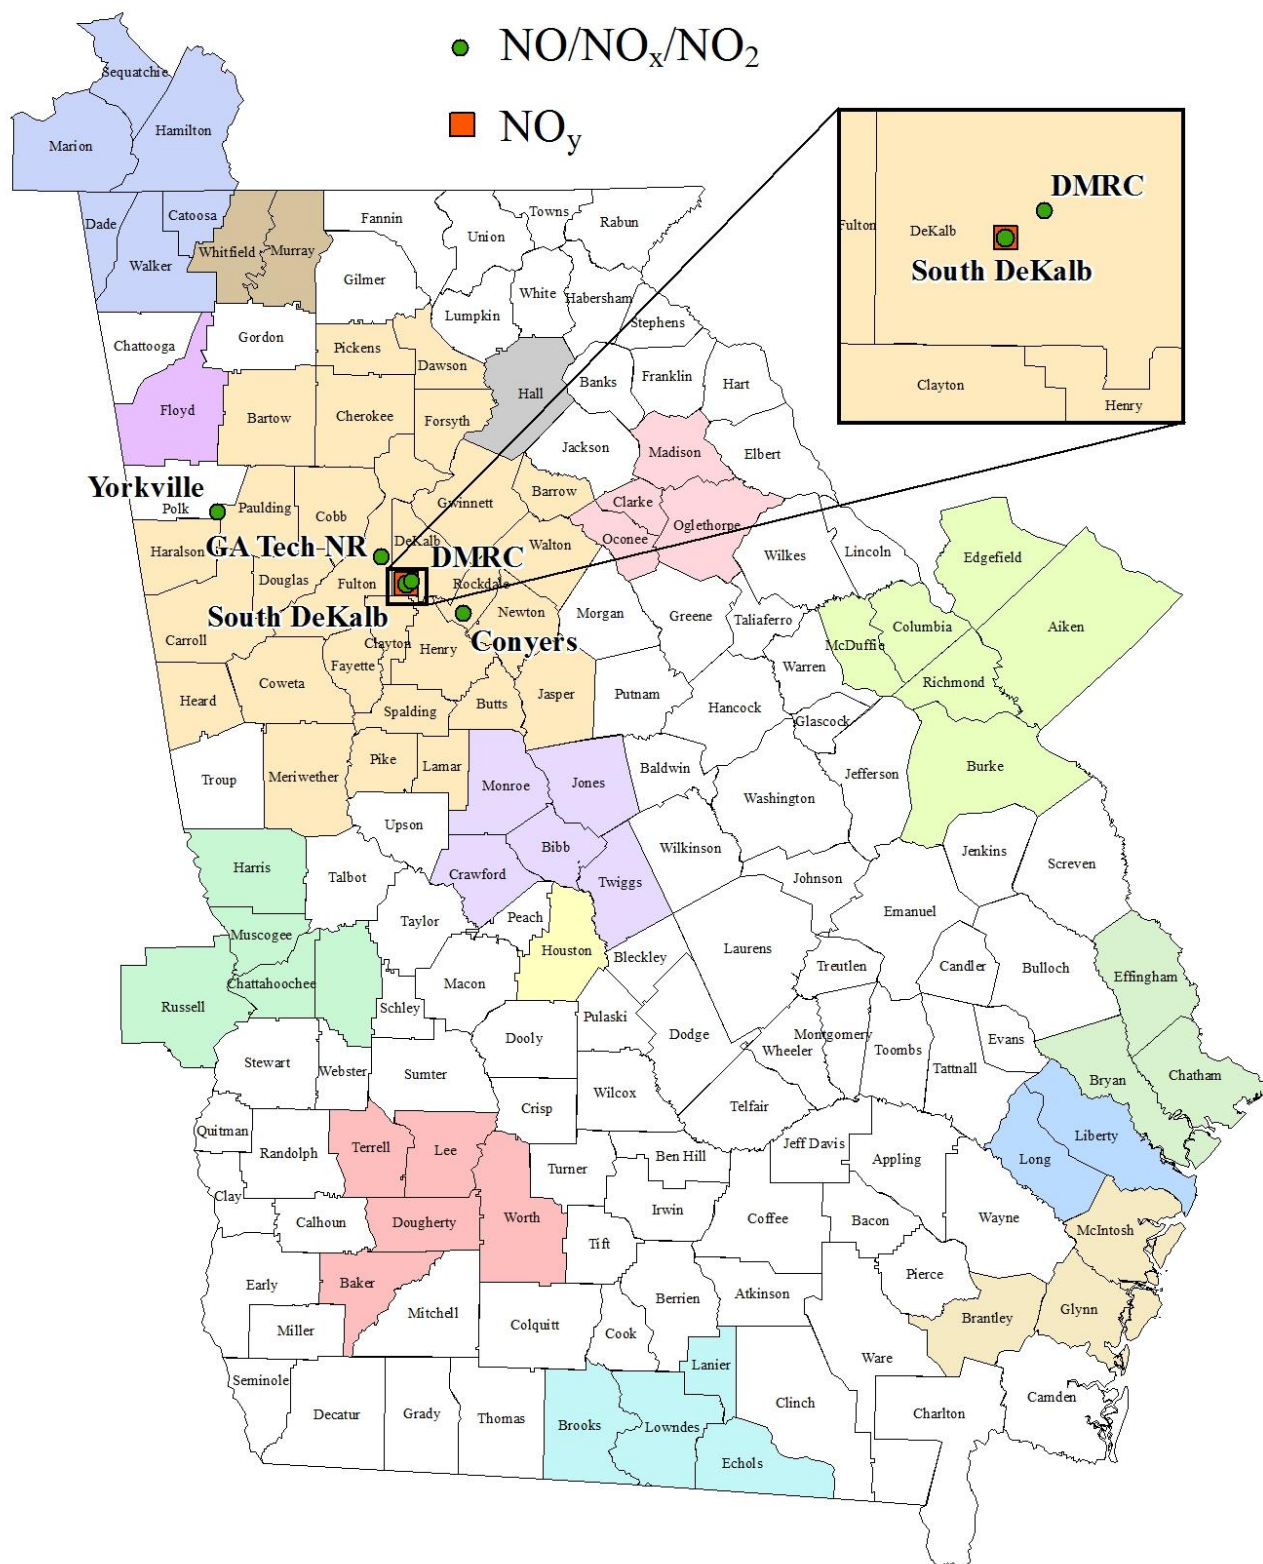 NO/NOx/NO2
NOy
Sequatchie
Marion
Hamilton
DMRC
Fulton
DeKalb
South DeKalb
Clayton
Henry
Dade
Catoosa
Walker
Whitfield
Murray
Fannin
Union
Towns
Rabun
Gilmer
White
Habersham
Lumpkin
Stephens
Chattooga
Gordon
Pickens
Dawson
Hall
Banks
Franklin
Hart
Floyd
Bartow
Cherokee
Forsyth
Jackson
Madison
Elbert
Yorkville
Polk
Paulding
Cobb
Gwinnett
Barrow
Clarke
Oglethorpe
Oconee
GA Tech NR
DeKalb
DMRC
Walton
Wilkes
Lincoln
Edgefield
Haralson
Douglas
Fulton
Rockdale
South DeKalb
Newton
Morgan
Greene
Taliaferro
Columbia
Aiken
Carroll
Clayton
Henry
Conyers
Fayette
McDuffie
Warren
Richmond
Heard
Coweta
Spalding
Butts
Jasper
Putnam
Hancock
Glascock
Troup
Meriwether
Pike
Lamar
Monroe
Jones
Baldwin
Washington
Jefferson
Burke
Upson
Bibb
Wilkinson
Jenkins
Screven
Harris
Talbot
Crawford
Twiggs
Johnson
Taylor
Peach
Emanuel
Muscogee
Houston
Bleckley
Laurens
Treutlen
Candler
Bulloch
Effingham
Russell
Chattahoochee
Schley
Macon
Pulaski
Dooly
Dodge
Wheeler
Montgomery
Toombs
Evans
Tattnall
Stewart
Webster
Sumter
Wilcox
Bryan
Chatham
Crisp
Telfair
Quitman
Randolph
Terrell
Lee
Turner
Ben Hill
Jeff Davis
Appling
Long
Liberty
Clay
Calhoun
Dougherty
Worth
Irwin
Coffee
Bacon
Wayne
McIntosh
Tift
Early
Baker
Mitchell
Berrien
Atkinson
Pierce
Brantley
Glynn
Miller
Colquitt
Cook
Ware
Seminole
Lanier
Camden
Decatur
Grady
Thomas
Brooks
Lowndes
Clinch
Charlton
Echols